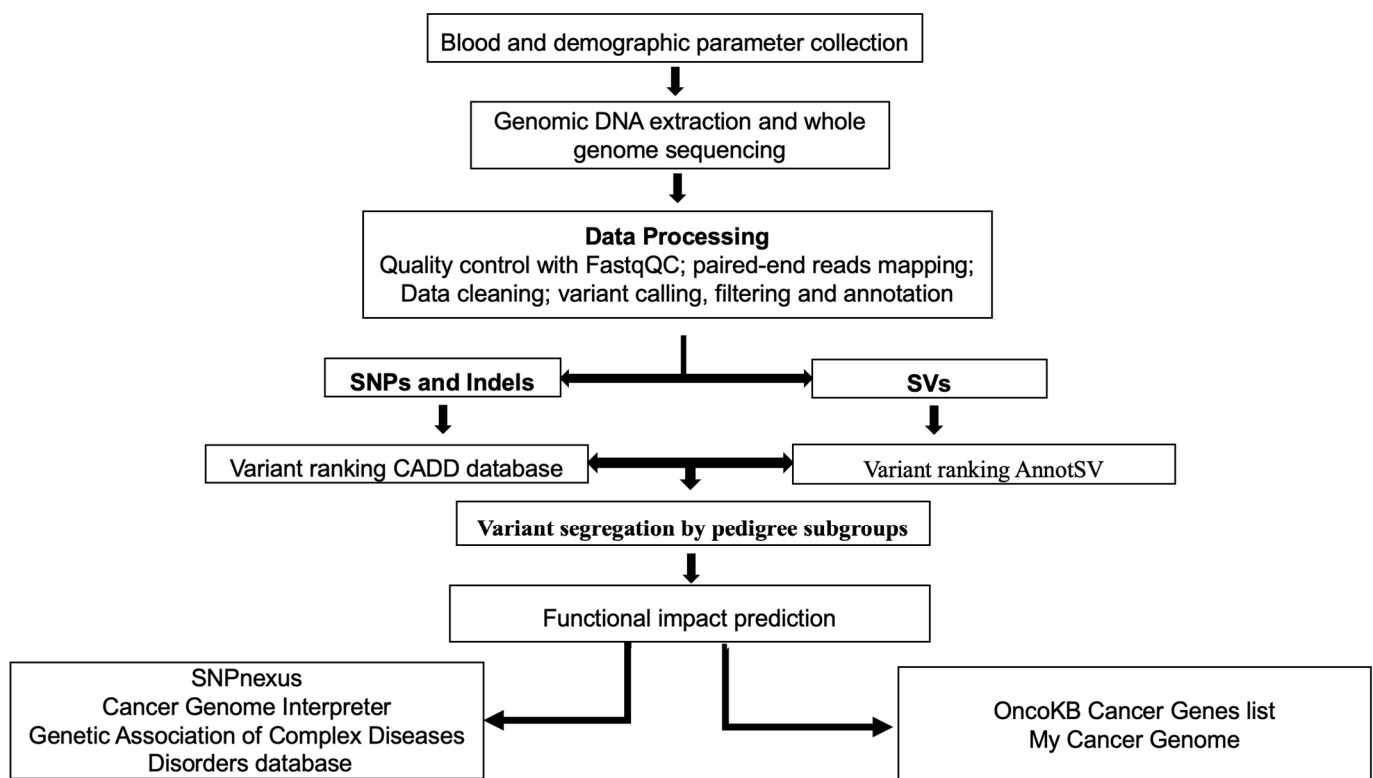 Blood and demographic parameter collection
Genomic DNA extraction and whole
genome sequencing
Data Processing
Quality control with FastqQC; paired-end reads mapping;
Data cleaning; variant calling, filtering and annotation
SNPs and Indels
SVs
Variant ranking CADD database
Variant ranking AnnotSV
Variant segregation by pedigree subgroups
Functional impact prediction
SNPnexus
Cancer Genome Interpreter
Genetic Association of Complex Diseases
Disorders database
OncoKB Cancer Genes list
My Cancer Genome